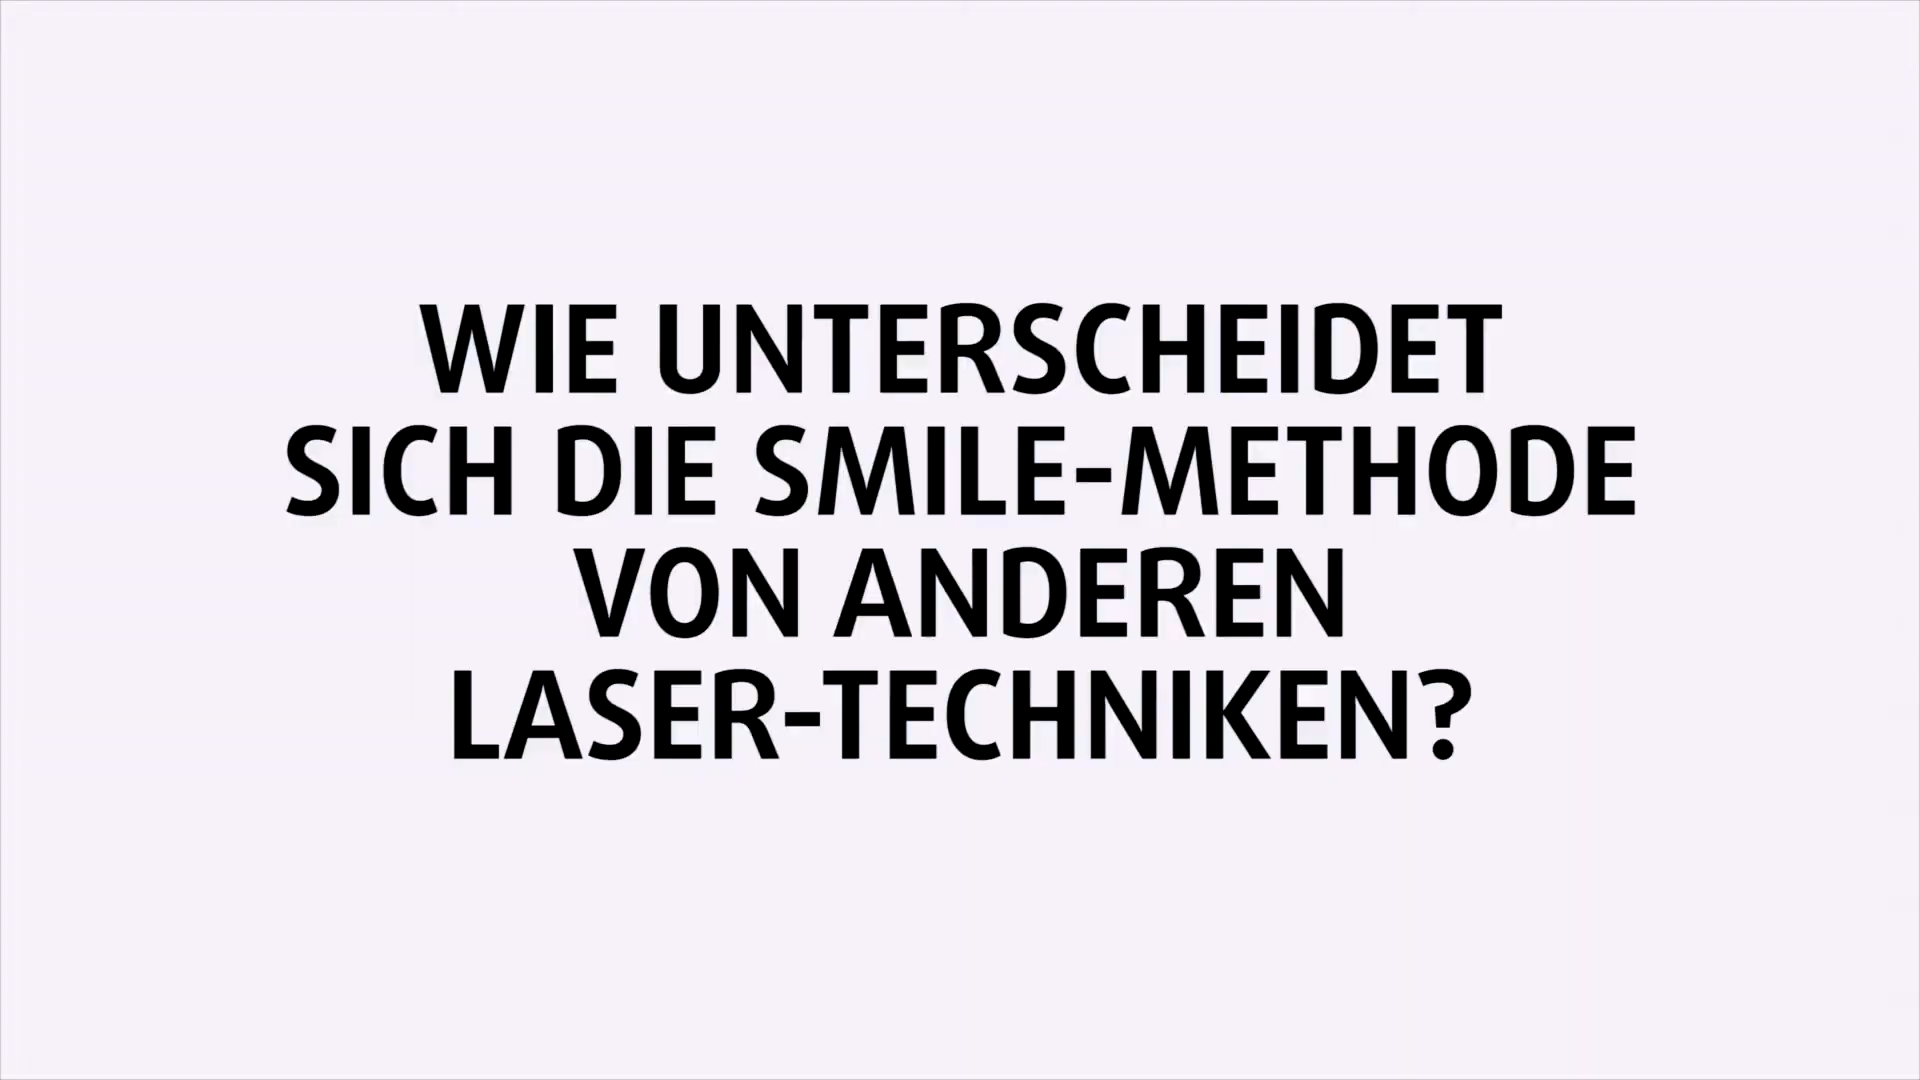 WIE UNTERSCHEIDET
SICH DIE SMILE-METHODE
VON ANDEREN
LASER-TECHNIKEN?